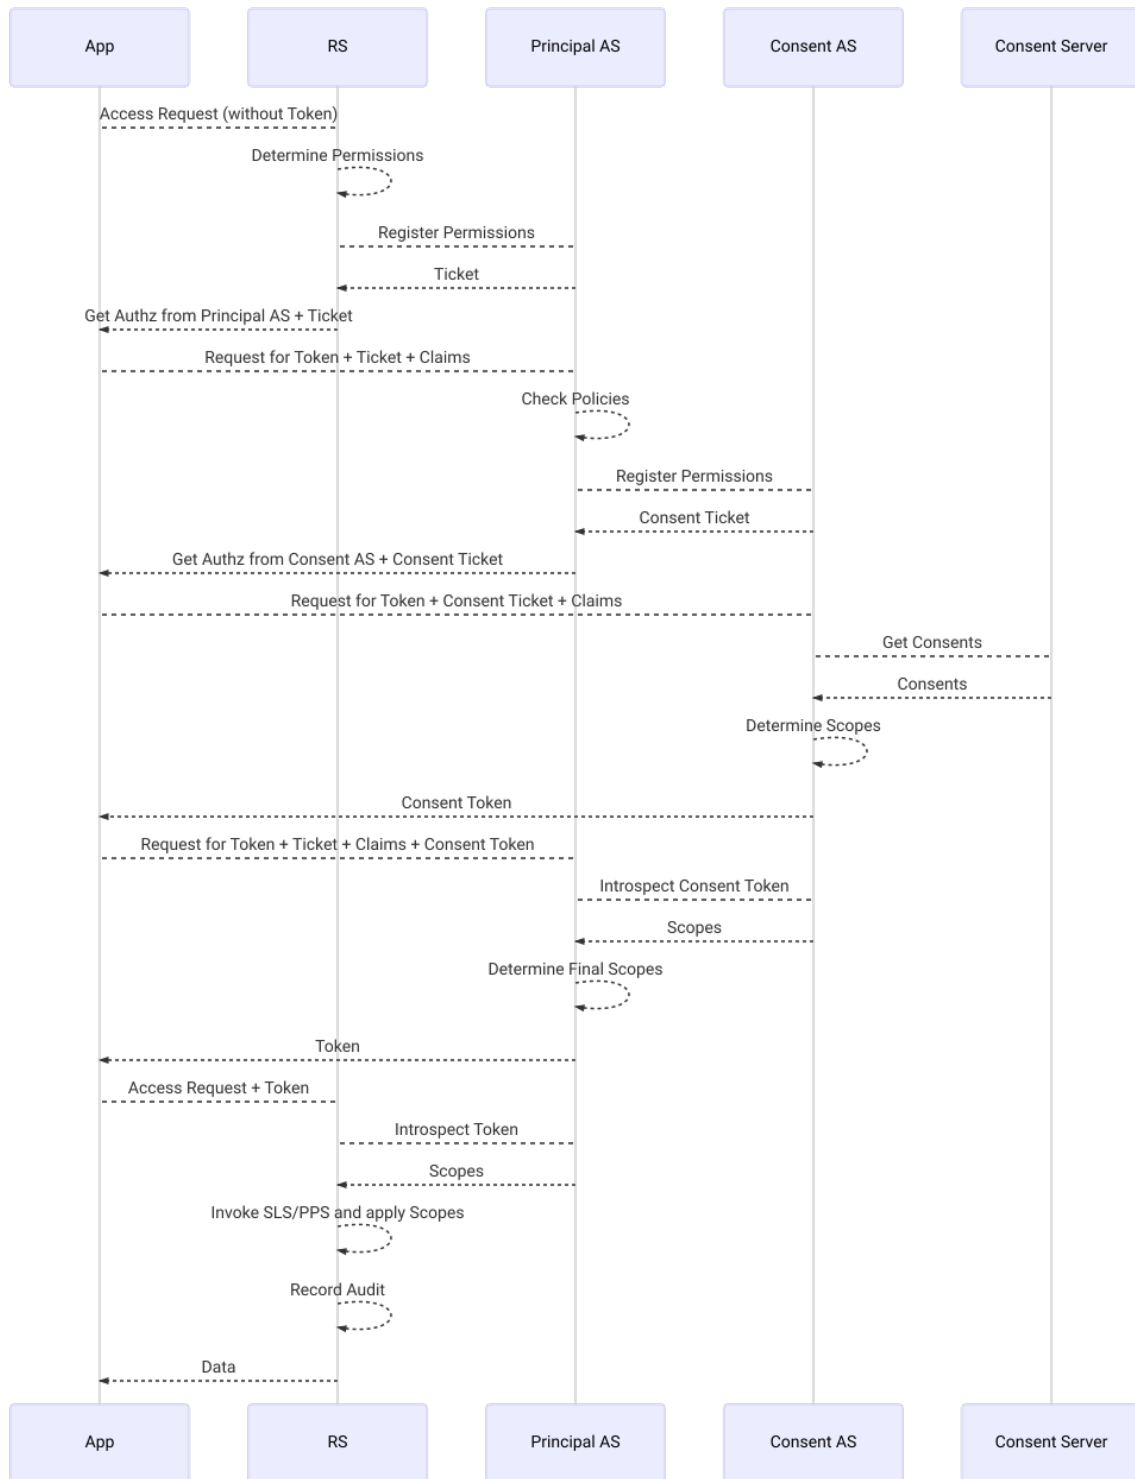 App
RS
Principal AS
Consent AS
Consent Server
Access Request (without Token)
Determine Permissions
Register Permissions
Ticket
Get Authz from Principal AS + Ticket
Request for Token + Ticket + Claims
Check Policies
Register Permissions
Consent Ticket
Get Authz from Consent AS + Consent Ticket
Request for Token + Consent Ticket + Claims
Get Consents
Consents
Determine Scopes
Consent Token
Request for Token + Ticket + Claims + Consent Token
Introspect Consent Token
Scopes
Determine Final Scopes
Token
Access Request + Token
Introspect Token
Scopes
Invoke SLS/PPS and apply Scopes
Record Audit
Data
App
RS
Principal AS
Consent AS
Consent Server